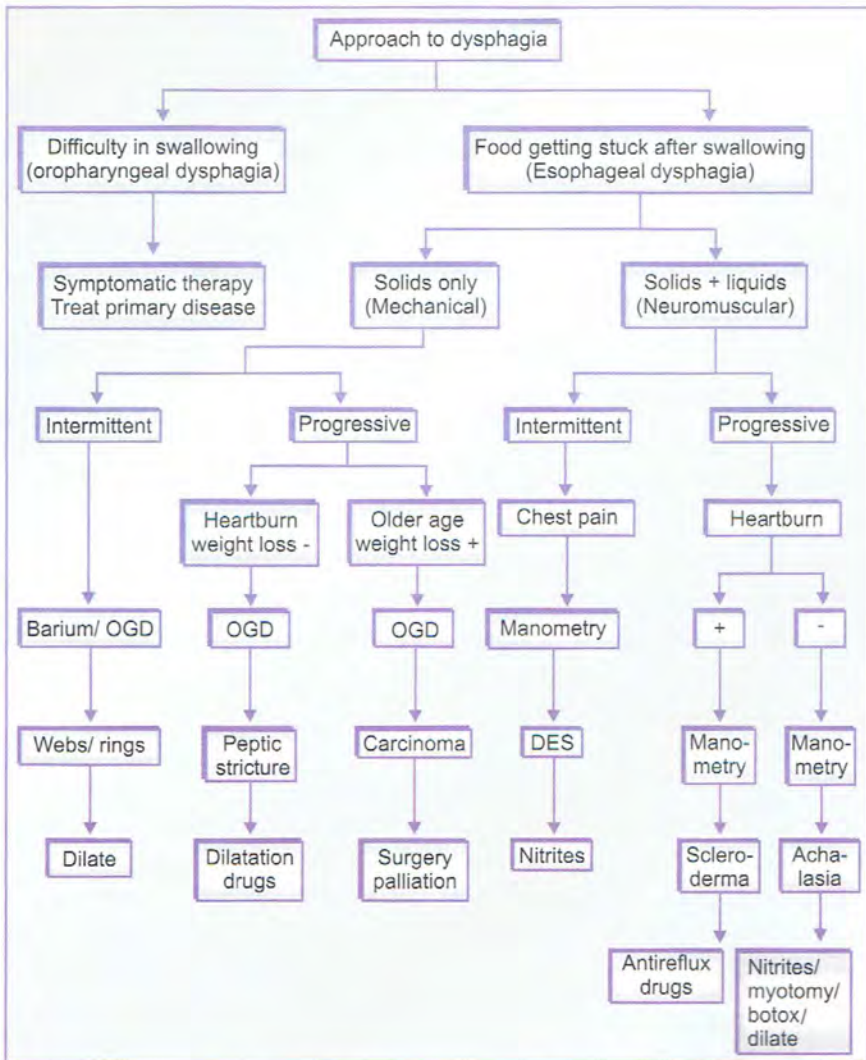 Approach to dysphagia
Difficulty in swallowing
(oropharyngeal dysphagia)
Food getting stuck after swallowing
(Esophageal dysphagia)
Symptomatic therapy
Treat primary disease
Solids only
(Mechanical)
Solids + liquids
(Neuromuscular)
Intermittent
Progressive
Intermittent
Progressive
Heartburn
weight loss -
Older age
weight loss +
Chest pain
Heartburn
Barium/ OGD
OGD
OGD
Manometry
+
-
Webs/ rings
Peptic
stricture
Carcinoma
DES
Mano-
metry
Mano-
metry
Dilate
Dilatation
drugs
Surgery
palliation
Nitrites
Sclero-
derma
Acha-
lasia
Antireflux
drugs
Nitrites/
myotomy/
botox/
dilate